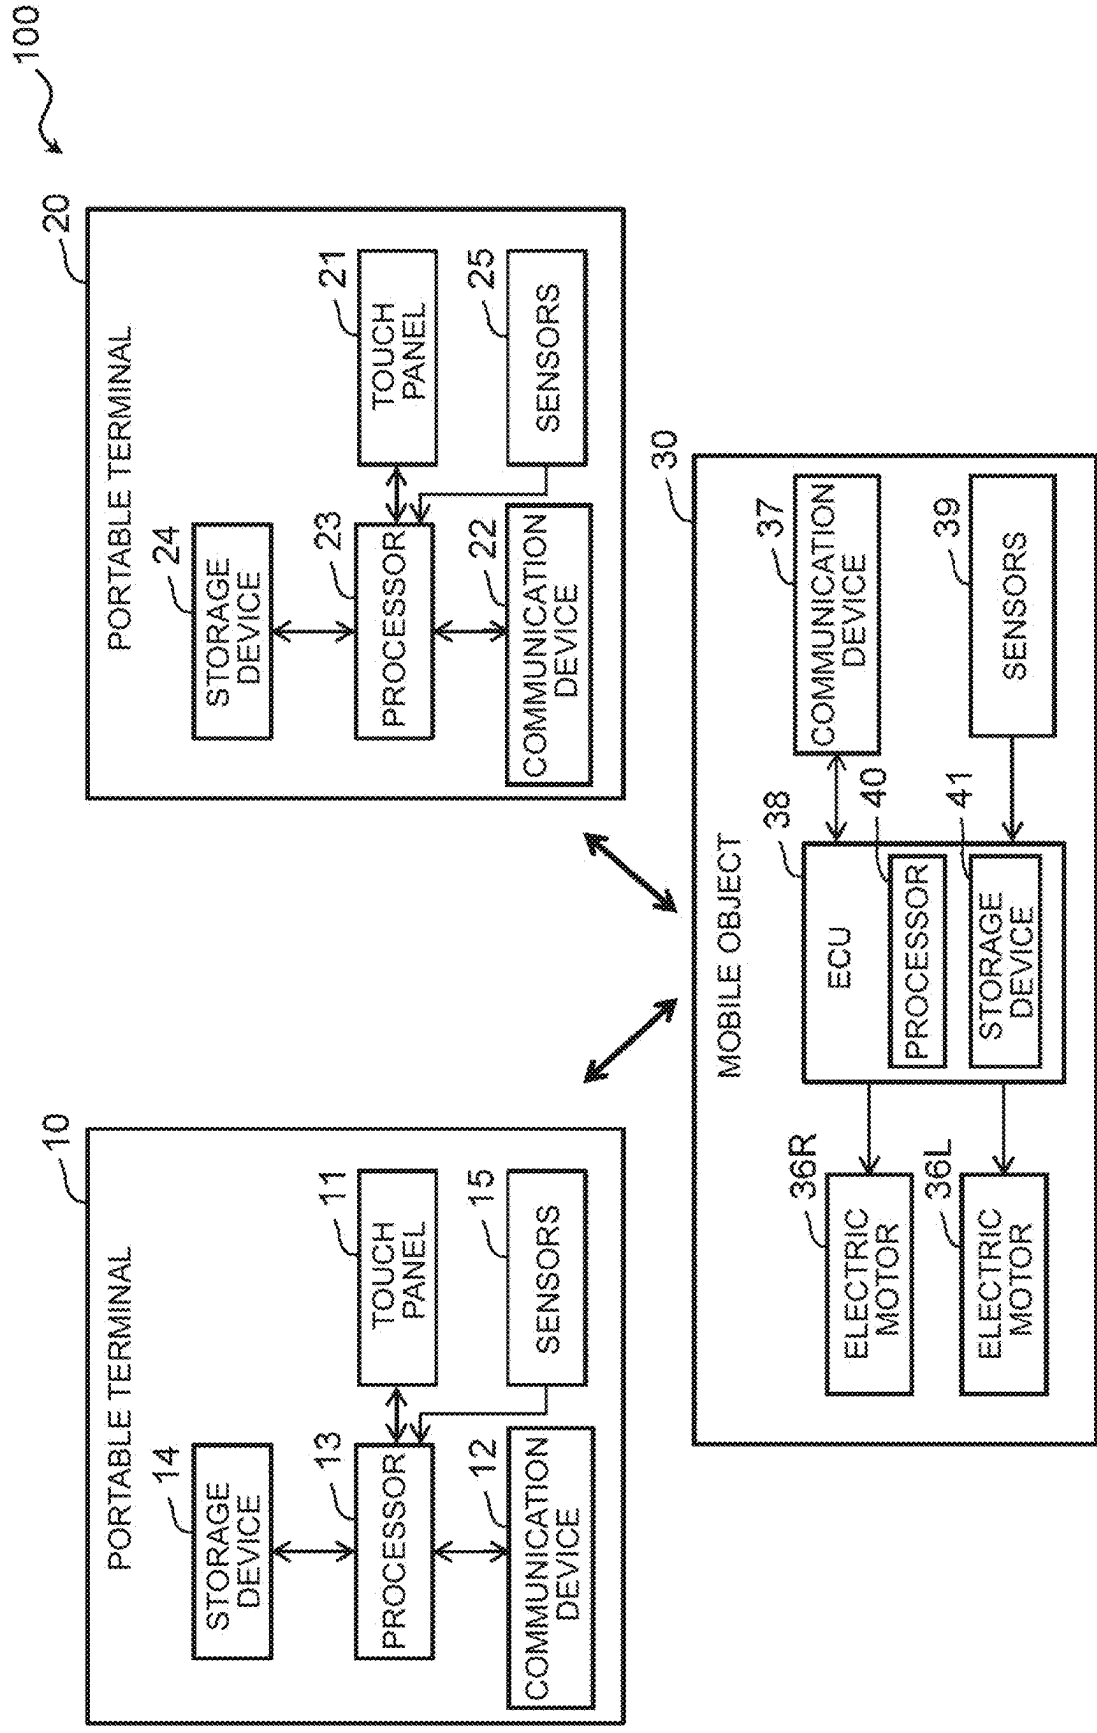 100
10
PORTABLE TERMINAL
14
STORAGE
DEVICE
13
PROCESSOR
11
TOUCH
PANEL
12
COMMUNICATION
DEVICE
15
SENSORS
20
PORTABLE TERMINAL
24
STORAGE
DEVICE
23
PROCESSOR
21
TOUCH
PANEL
22
COMMUNICATION
DEVICE
25
SENSORS
30
MOBILE OBJECT
36R
ELECTRIC
MOTOR
36L
ELECTRIC
MOTOR
38
ECU
40
PROCESSOR
41
STORAGE
DEVICE
37
COMMUNICATION
DEVICE
39
SENSORS